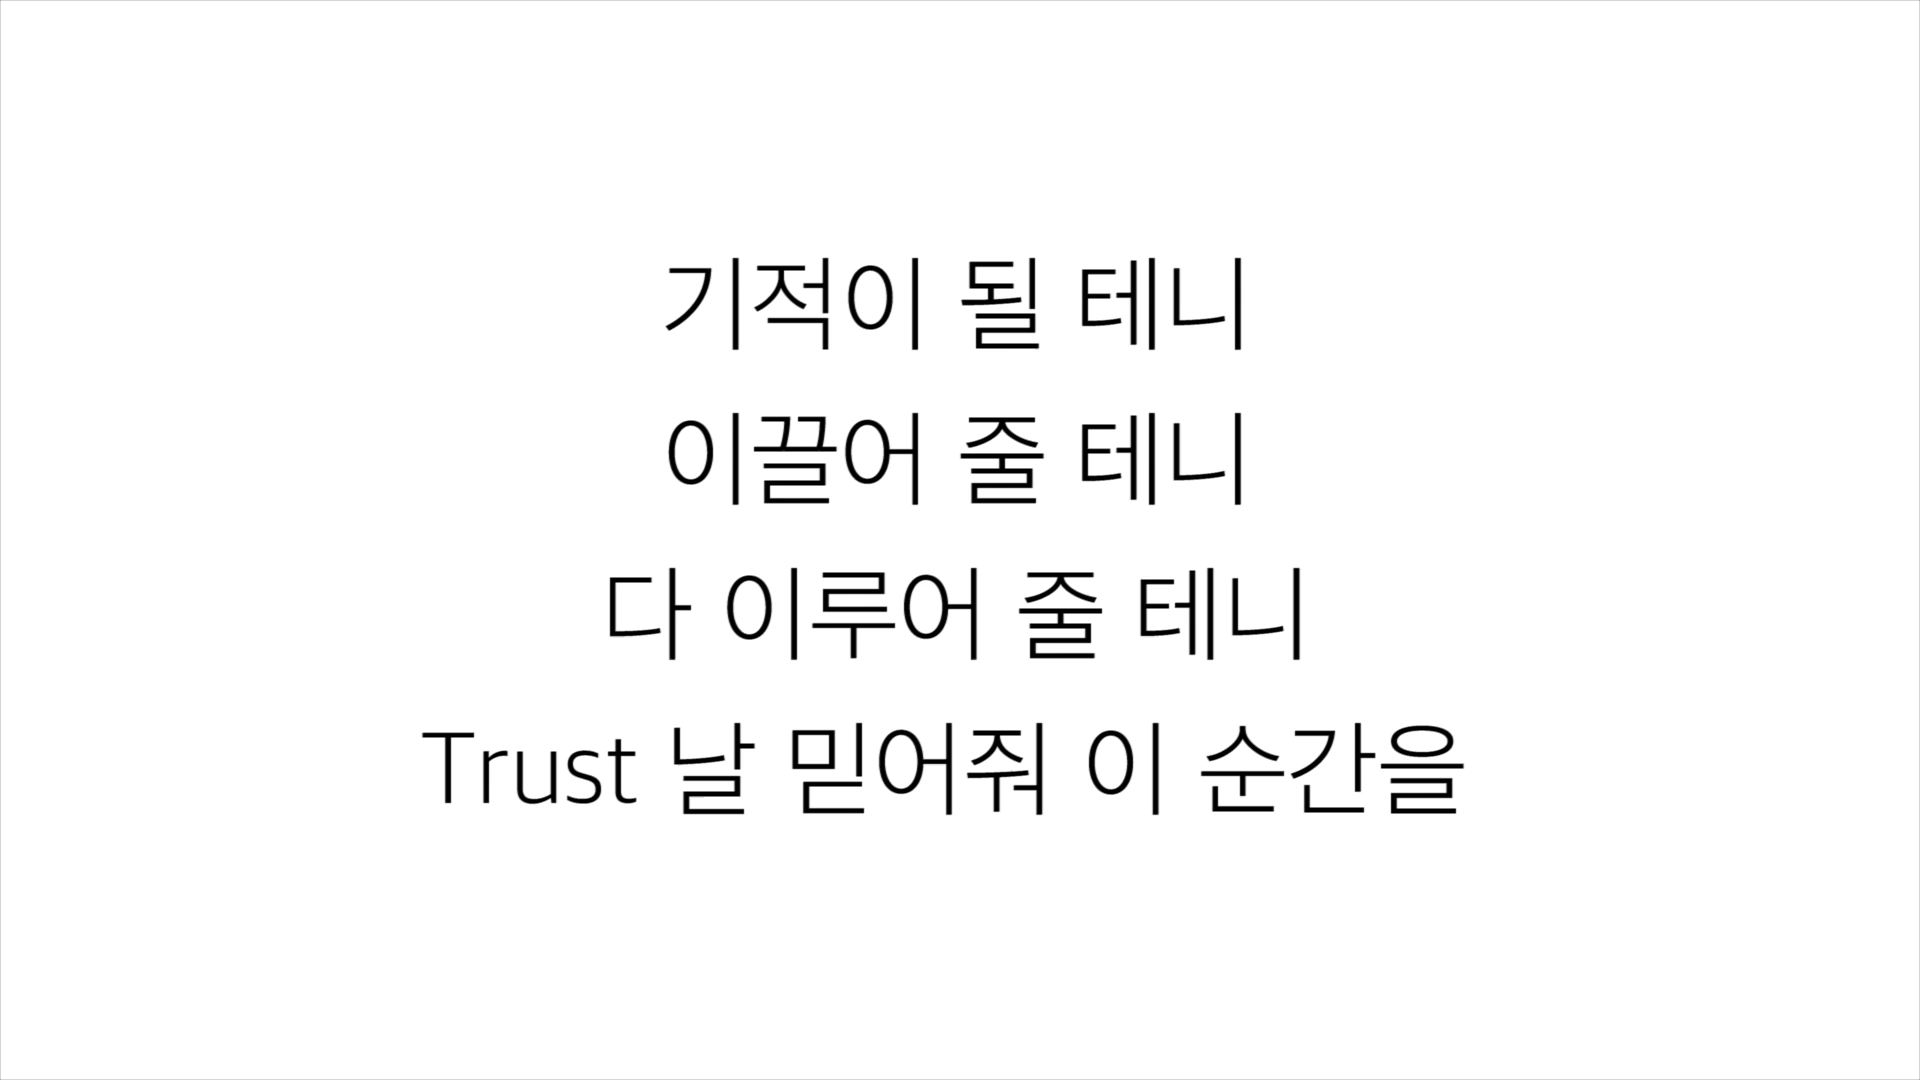 기적이 될 테니
이끌어 줄 테니
다 이루어 줄 테니
Trust 날 믿어줘 이 순간을